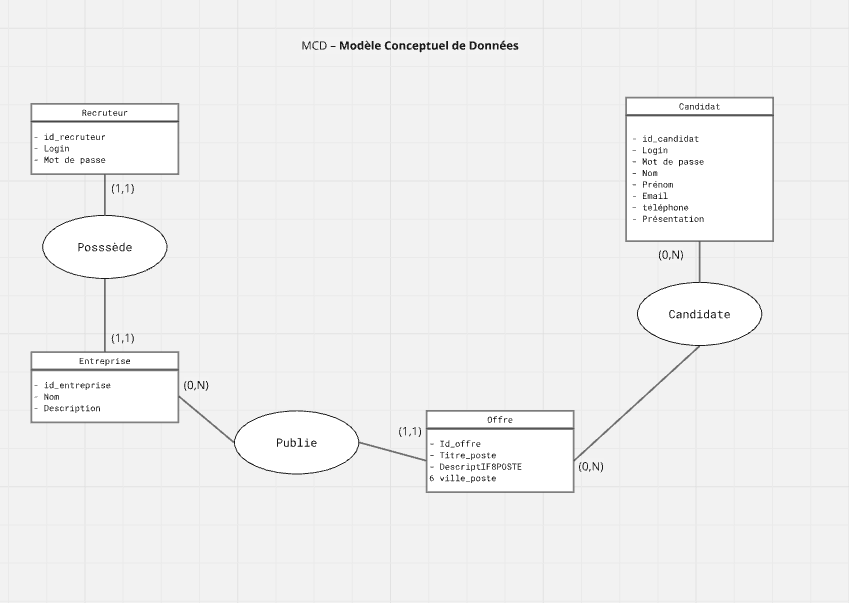 MCD – Modèle Conceptuel de Données
Recruteur
- id_recruteur
- Login
- Mot de passe
(1,1)
Posssède
(1,1)
Entreprise
- id_entreprise
- Nom
- Description
(0,N)
Publie
(1,1)
Offre
- Id_offre
- Titre_poste
- DescriptIF8POSTE
6 ville_poste
(0,N)
Candidate
(0,N)
Candidat
- id_candidat
- Login
- Mot de passe
- Nom
- Prénom
- Email
- téléphone
- Présentation